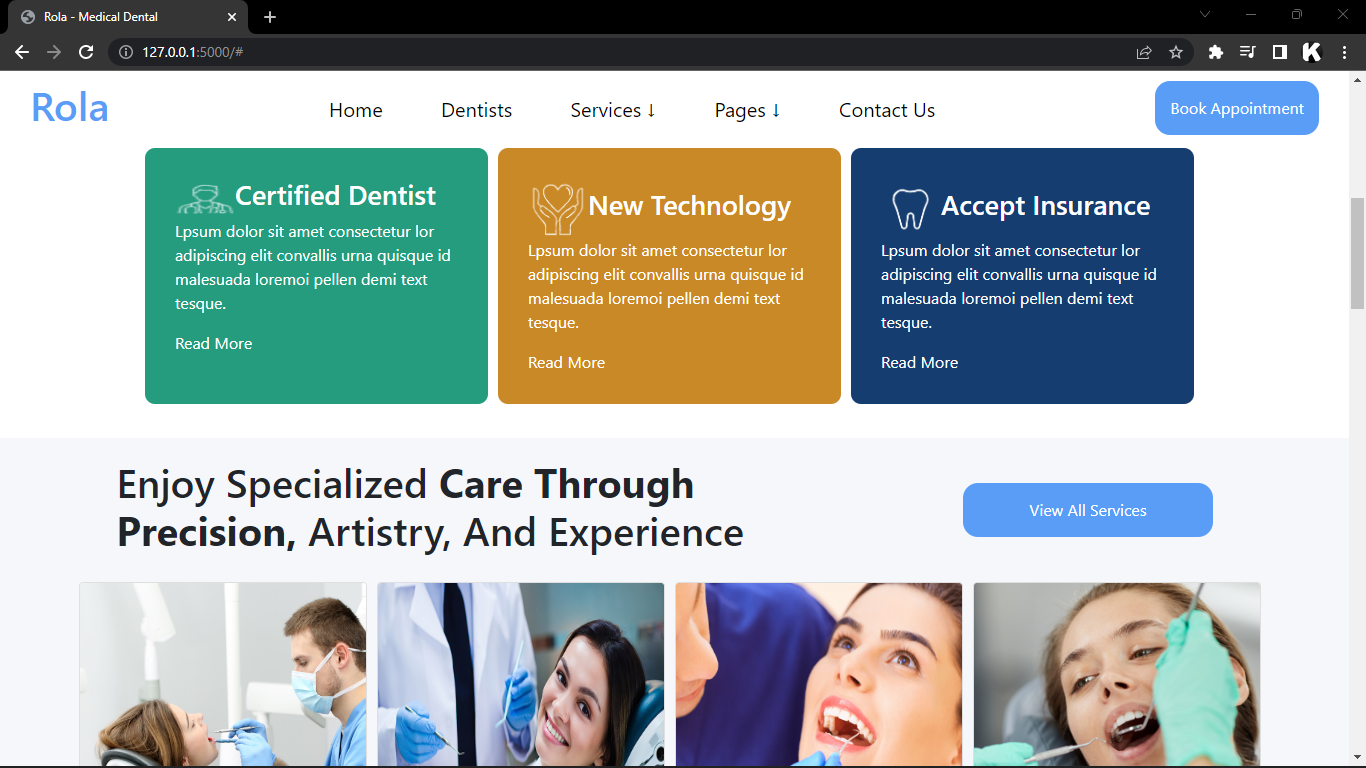 Rola - Medical Dental
127.0.0.1:5000/#
Rola
Home
Dentists
Services ↓
Pages ↓
Contact Us
Book Appointment
Certified Dentist
Lpsum dolor sit amet consectetur lor
adipiscing elit convallis urna quisque id
malesuada loremoi pellen demi text
tesque.
Read More
New Technology
Lpsum dolor sit amet consectetur lor
adipiscing elit convallis urna quisque id
malesuada loremoi pellen demi text
tesque.
Read More
Accept Insurance
Lpsum dolor sit amet consectetur lor
adipiscing elit convallis urna quisque id
malesuada loremoi pellen demi text
tesque.
Read More
Enjoy Specialized Care Through
Precision, Artistry, And Experience
View All Services